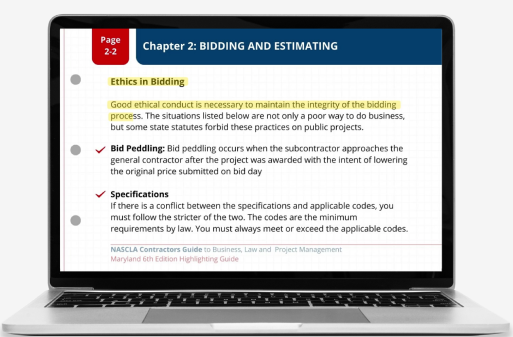 Page
2-2
Chapter 2: BIDDING AND ESTIMATING
Ethics in Bidding
Good ethical conduct is necessary to maintain the integrity of the bidding
process. The situations listed below are not only a poor way to do business,
but some state statutes forbid these practices on public projects.
Bid Peddling: Bid peddling occurs when the subcontractor approaches the
general contractor after the project was awarded with the intent of lowering
the original price submitted on bid day
Specifications
If there is a conflict between the specifications and applicable codes, you
must follow the stricter of the two. The codes are the minimum
requirements by law. You must always meet or exceed the applicable codes.
NASCLA Contractors Guide to Business, Law and Project Management
Maryland 6th Edition Highlighting Guide